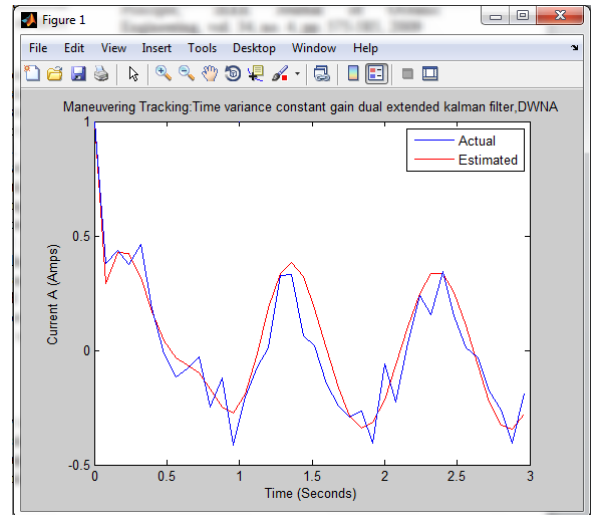 Figure 1
File Edit View Insert Tools Desktop Window Help
Maneuvering Tracking:Time variance constant gain dual extended kalman filter,DWNA
Actual
Estimated
Current A (Amps)
1
0.5
0
-0.5
0 0.5 1 1.5 2 2.5 3
Time (Seconds)